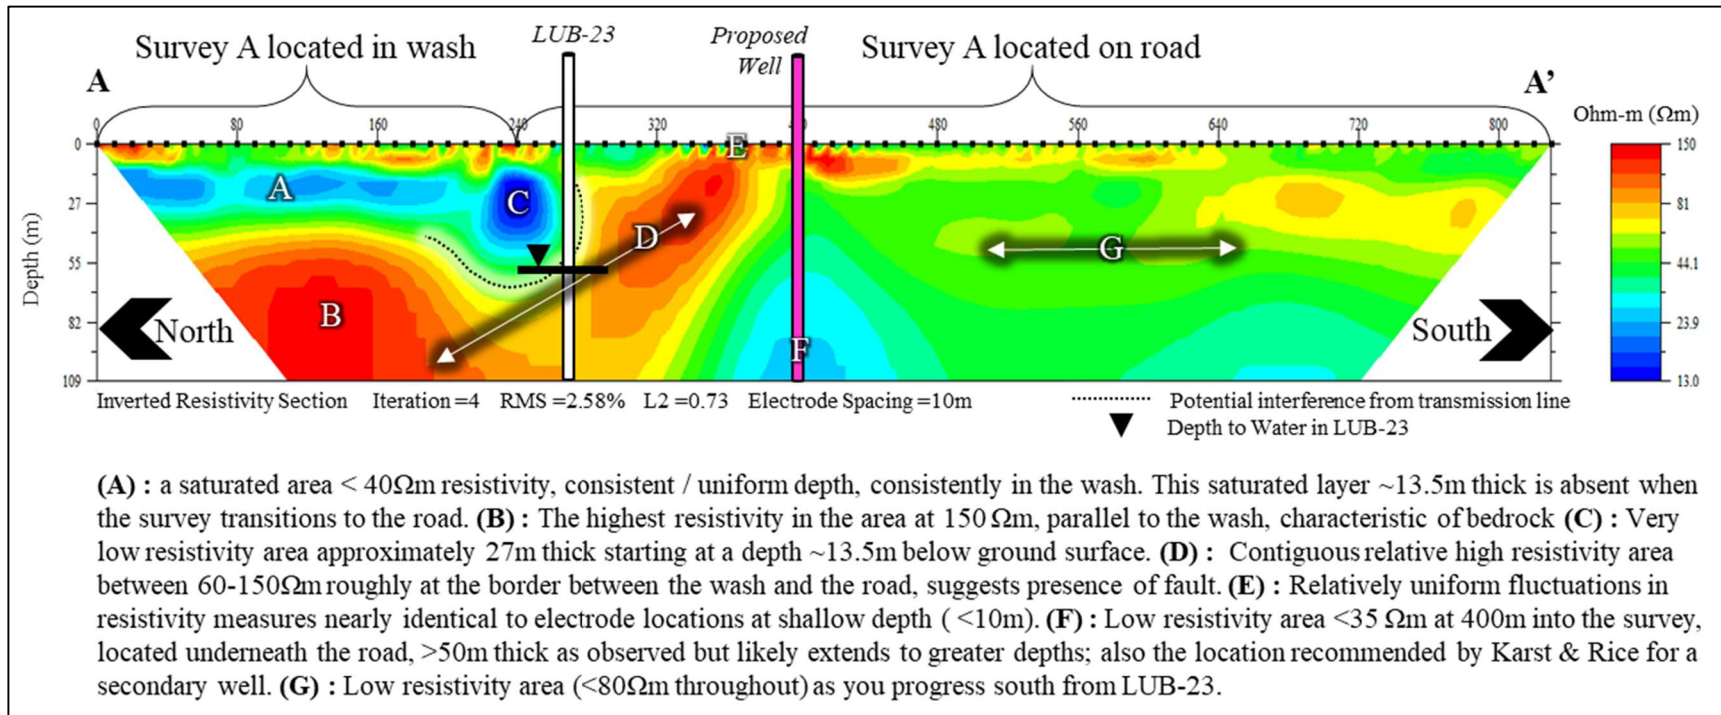 LUB-23
Proposed
Well
Survey A located in wash
Survey A located on road
A
A’
0 80 160 240 320 480 560 640 720 800
Ohm-m (Ωm)
Depth (m)
0
27
55
82
109
150
81
44.1
23.9
13.0
E
A
C
D
G
B
F
North
South
Inverted Resistivity Section Iteration =4 RMS =2.58% L2 =0.73 Electrode Spacing =10m
Potential interference from transmission line
Depth to Water in LUB-23
(A) : a saturated area < 40Ωm resistivity, consistent / uniform depth, consistently in the wash. This saturated layer ~13.5m thick is absent when
the survey transitions to the road. (B) : The highest resistivity in the area at 150 Ωm, parallel to the wash, characteristic of bedrock (C) : Very
low resistivity area approximately 27m thick starting at a depth ~13.5m below ground surface. (D) : Contiguous relative high resistivity area
between 60-150Ωm roughly at the border between the wash and the road, suggests presence of fault. (E) : Relatively uniform fluctuations in
resistivity measures nearly identical to electrode locations at shallow depth ( <10m). (F) : Low resistivity area <35 Ωm at 400m into the survey,
located underneath the road, >50m thick as observed but likely extends to greater depths; also the location recommended by Karst & Rice for a
secondary well. (G) : Low resistivity area (<80Ωm throughout) as you progress south from LUB-23.